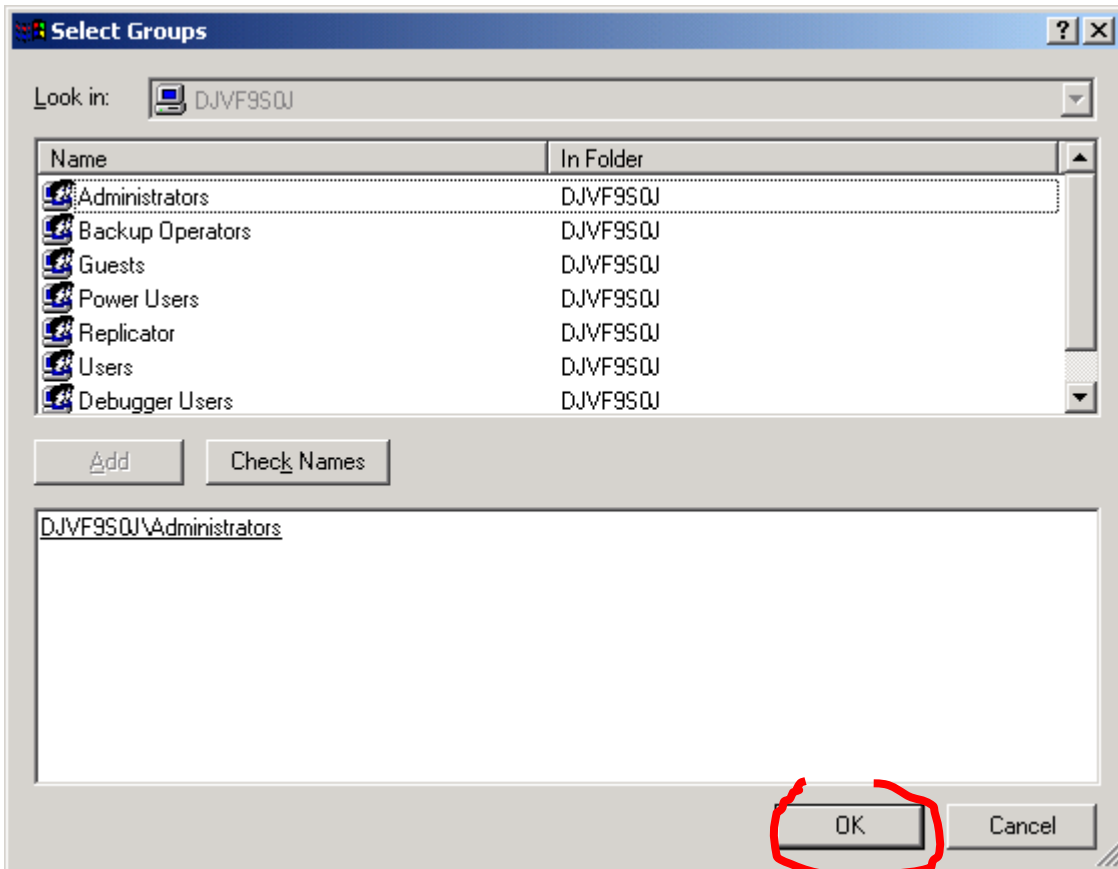 Select Groups
Look in: DJVF9S0J
Name In Folder
Administrators DJVF9S0J
Backup Operators DJVF9S0J
Guests DJVF9S0J
Power Users DJVF9S0J
Replicator DJVF9S0J
Users DJVF9S0J
Debugger Users DJVF9S0J
Add Check Names
DJVF9S0J\Administrators
OK Cancel